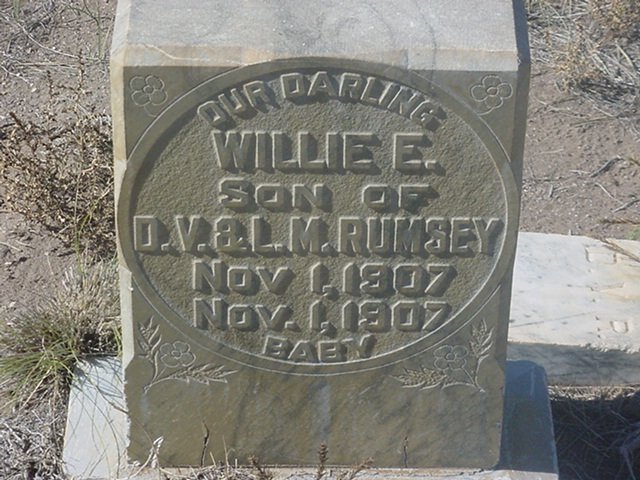 OUR DARLING
WILLIE E.
SON OF
D.V. & L.M. RUMSEY
NOV 1, 1907
NOV. 1, 1907
BABY